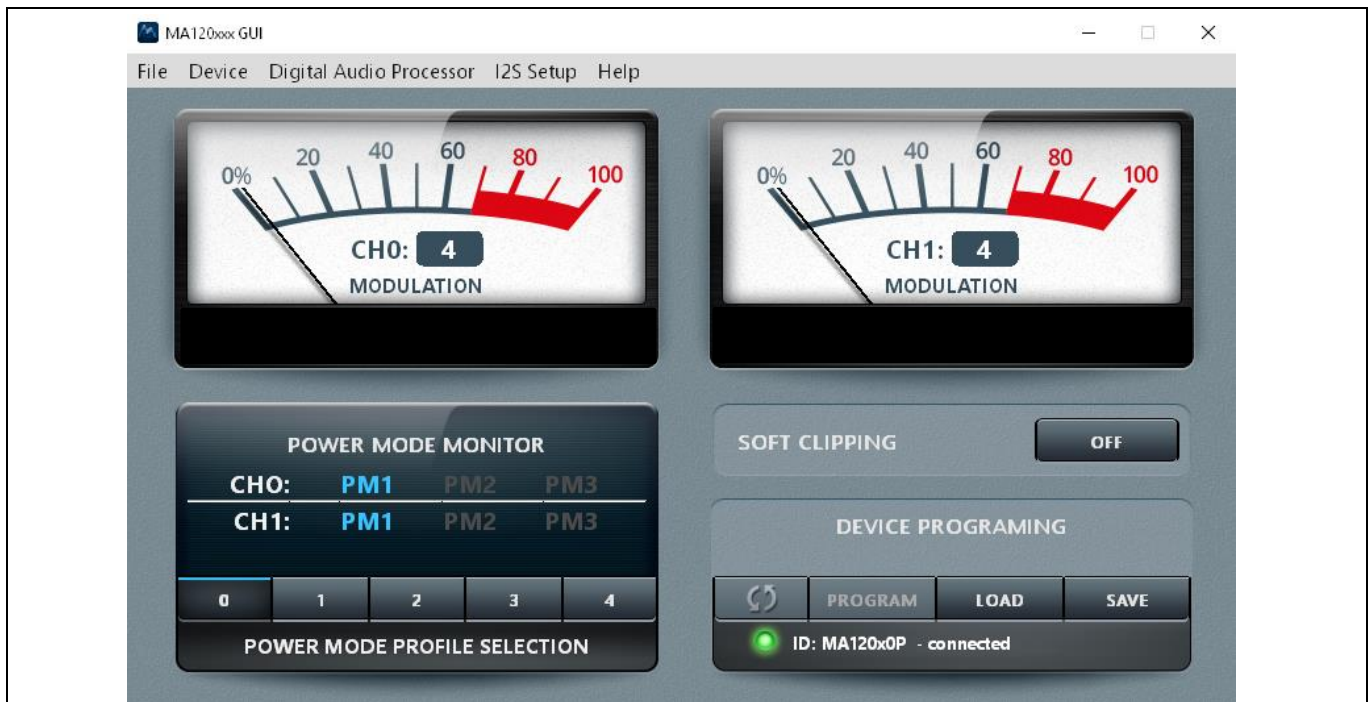 MA120xxx GUI
File Device Digital Audio Processor I2S Setup Help
0% 20 40 60 80 100
CH0: 4
MODULATION
0% 20 40 60 80 100
CH1: 4
MODULATION
POWER MODE MONITOR
CH0: PM1 PM2 PM3
CH1: PM1 PM2 PM3
0 1 2 3 4
POWER MODE PROFILE SELECTION
SOFT CLIPPING OFF
DEVICE PROGRAMING
PROGRAM LOAD SAVE
ID: MA120x0P - connected